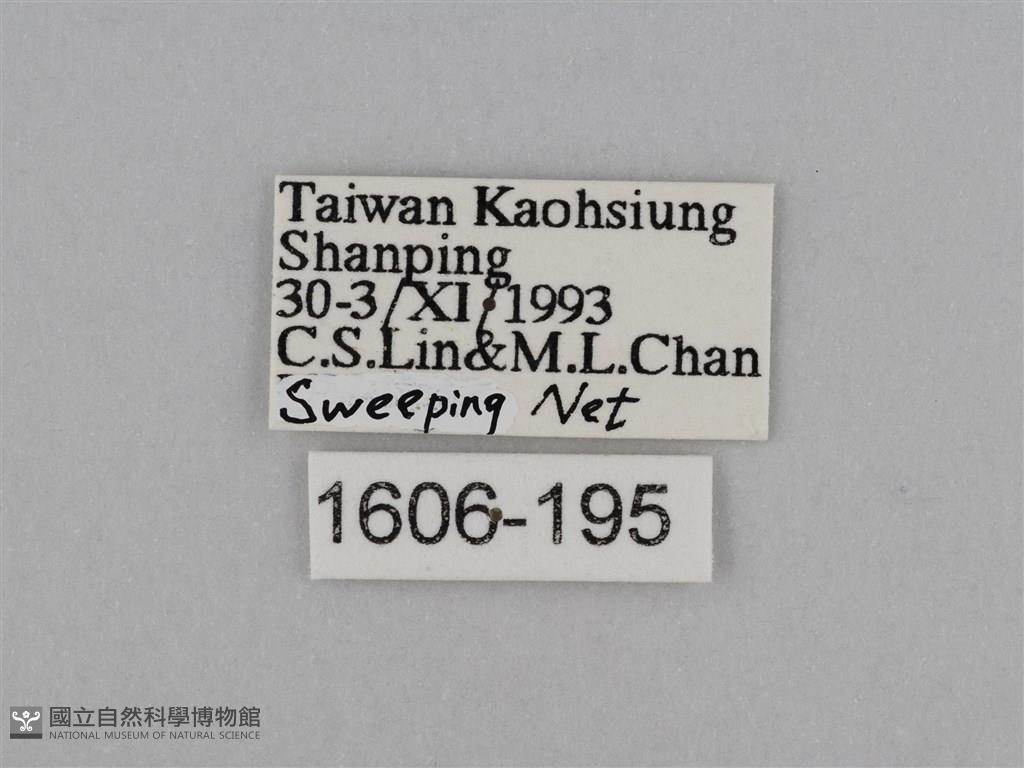 Taiwan Kaohsiung
Shanping
30-3/XI/1993
C.S.Lin&M.L.Chan
Sweeping Net
1606-195
國立自然科學博物館
NATIONAL MUSEUM OF NATURAL SCIENCE